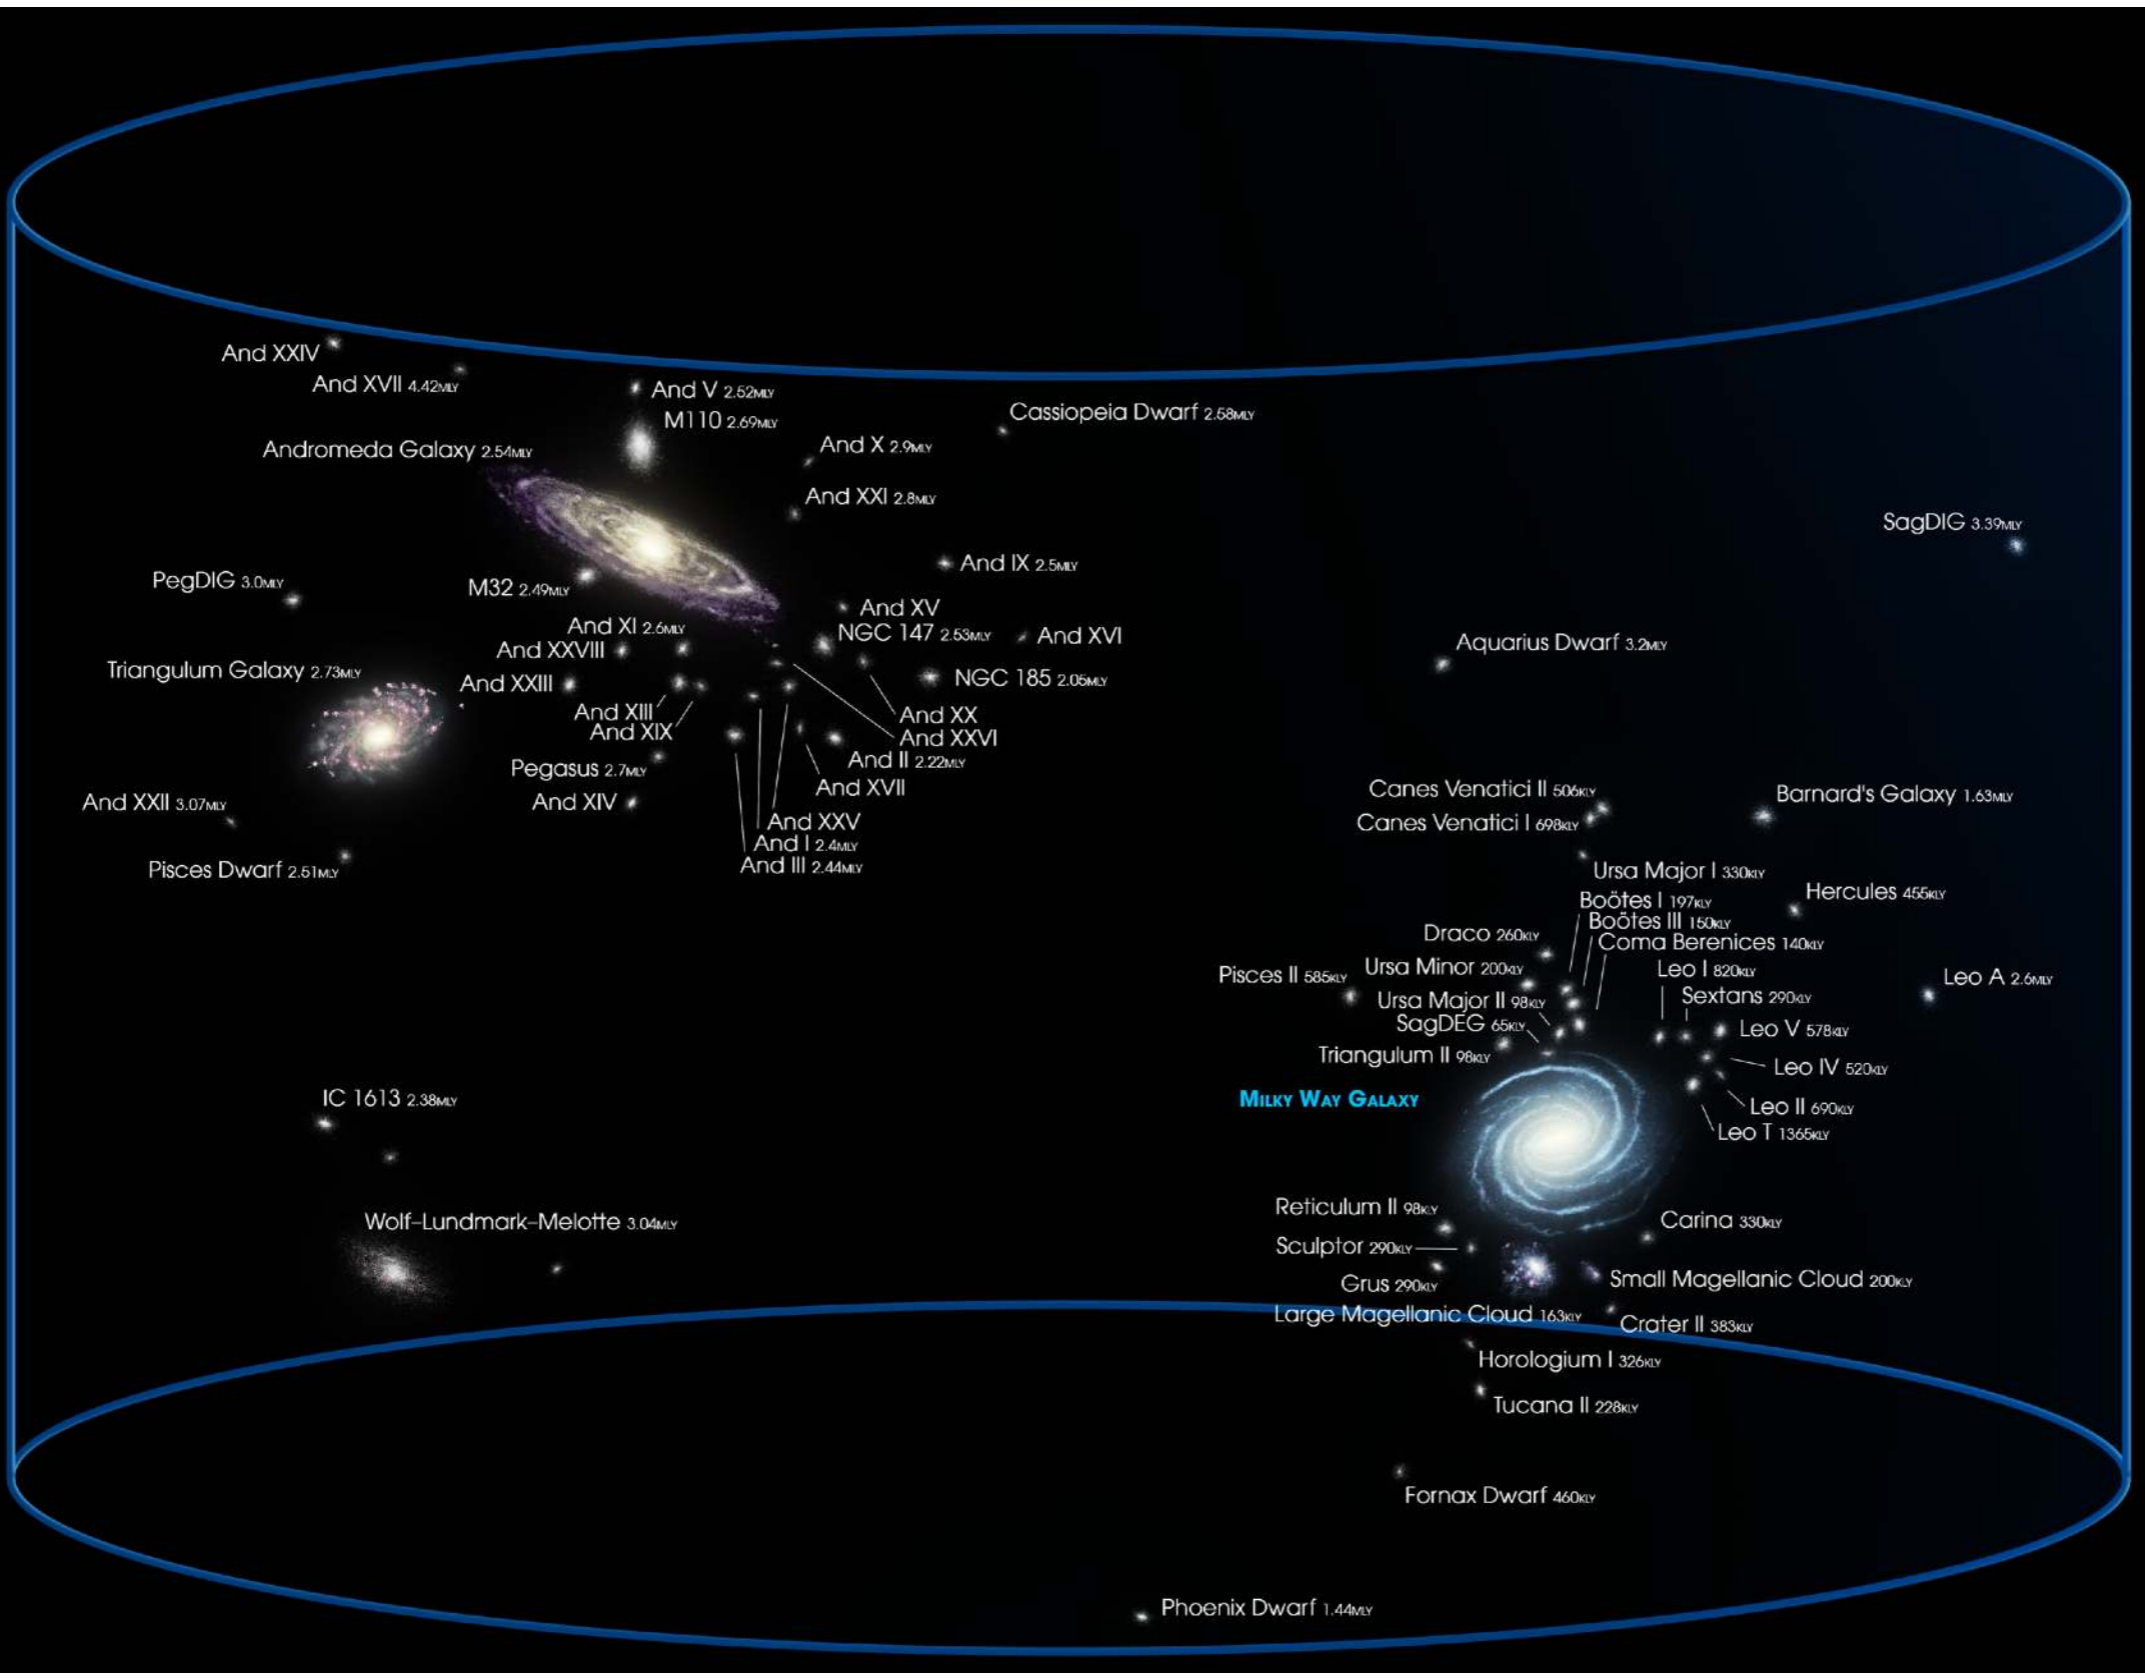 And XXIV
And XVII 4.42MLY
And V 2.52MLY
M110 2.69MLY
Cassiopeia Dwarf 2.58MLY
Andromeda Galaxy 2.54MLY
And X 2.9MLY
And XXI 2.8MLY
SagDIG 3.39MLY
And IX 2.5MLY
PegDIG 3.0MLY
M32 2.49MLY
And XV
And XI 2.6MLY
NGC 147 2.53MLY
And XVI
Aquarius Dwarf 3.2MLY
And XXVIII
Triangulum Galaxy 2.73MLY
And XXIII
NGC 185 2.05MLY
And XIII
And XX
And XIX
And XXVI
And II 2.22MLY
Pegasus 2.7MLY
And XVII
Canes Venatici II 506KLY
Barnard's Galaxy 1.63MLY
And XXII 3.07MLY
And XIV
And XXV
Canes Venatici I 698KLY
And I 2.4MLY
And III 2.44MLY
Pisces Dwarf 2.51MLY
Ursa Major I 330KLY
Hercules 455KLY
Boötes I 197KLY
Boötes III 150KLY
Draco 260KLY
Coma Berenices 140KLY
Ursa Minor 200KLY
Leo I 820KLY
Pisces II 585KLY
Leo A 2.6MLY
Ursa Major II 98KLY
Sextans 290KLY
SagDEG 65KLY
Leo V 578KLY
Triangulum II 98KLY
Leo IV 520KLY
MILKY WAY GALAXY
IC 1613 2.38MLY
Leo II 690KLY
Leo T 1365KLY
Reticulum II 98KLY
Wolf-Lundmark-Melotte 3.04MLY
Carina 330KLY
Sculptor 290KLY
Grus 290KLY
Small Magellanic Cloud 200KLY
Large Magellanic Cloud 163KLY
Crater II 383KLY
Horologium I 326KLY
Tucana II 228KLY
Fornax Dwarf 460KLY
Phoenix Dwarf 1.44MLY